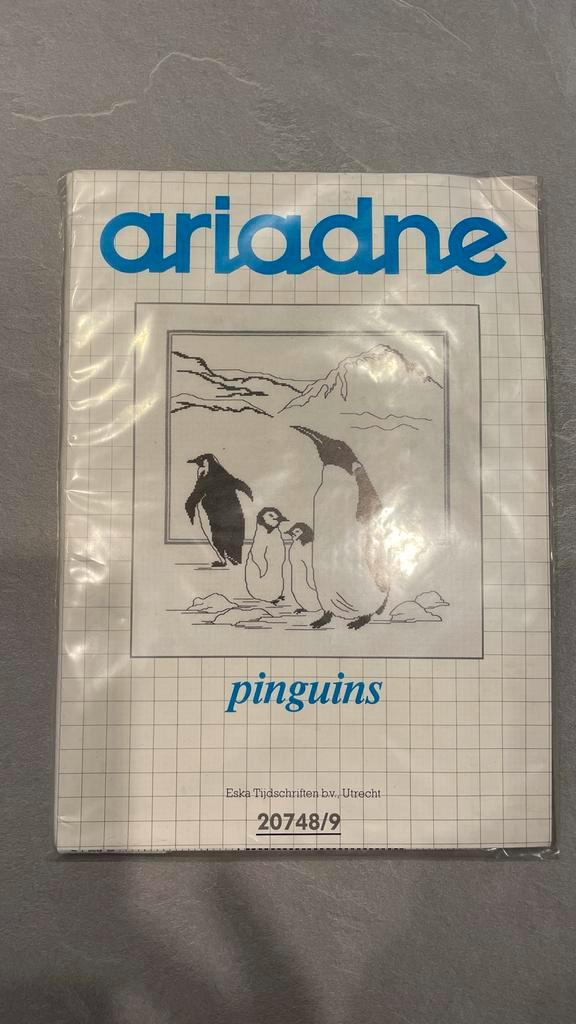 ariadne
pinguins
Eska Tijdschriften b.v., Utrecht
20748/9